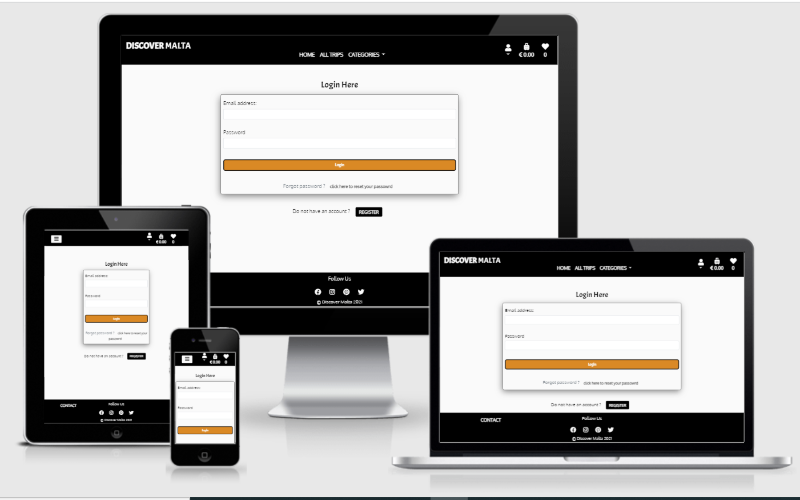 DISCOVER MALTA
HOME ALL TRIPS CATEGORIES
€ 0.00 0
Login Here
Email address:
Password:
Login
Forgot password ? click here to reset your password
Do not have an account ? REGISTER
Follow Us
© Discover Malta 2021
€ 0.00 0
Login Here
Email address:
Password:
Login
Forgot password ? click here to reset your
password
Do not have an account ? REGISTER
CONTACT Follow Us
© Discover Malta 2021
€ 0.00 0
Login Here
Email address:
Password:
Login
DISCOVER MALTA
HOME ALL TRIPS CATEGORIES
€ 0.00 0
Login Here
Email address:
Password:
Login
Forgot password ? click here to reset your password
Do not have an account ? REGISTER
CONTACT Follow Us
© Discover Malta 2021